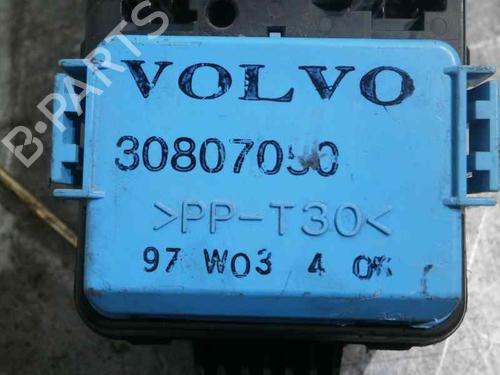 B-PARTS
VOLVO
30807050
>PP-T30<
97 W03 4 OK